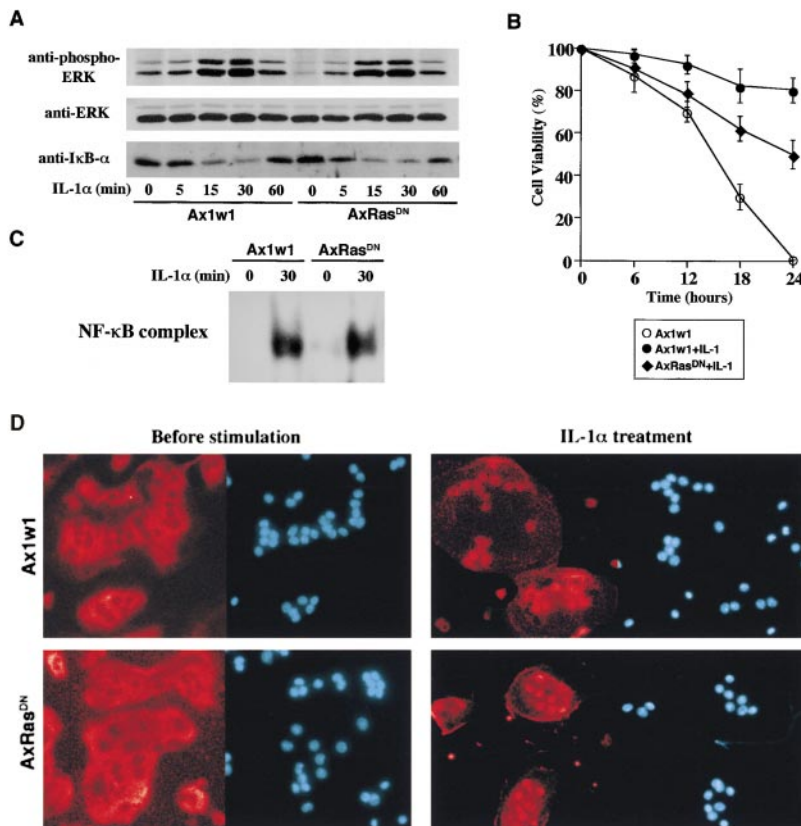 A
anti-phospho-
ERK
anti-ERK
anti-IκB-α
IL-1α (min) 0 5 15 30 60 0 5 15 30 60
Ax1w1 AxRasDN
B
Cell Viability (%)
100
80
60
40
20
0
0 6 12 18 24
Time (hours)
Ax1w1
Ax1w1+IL-1
AxRasDN+IL-1
C
Ax1w1 AxRasDN
IL-1α (min) 0 30 0 30
NF-κB complex
D
Before stimulation IL-1α treatment
Ax1w1
AxRasDN